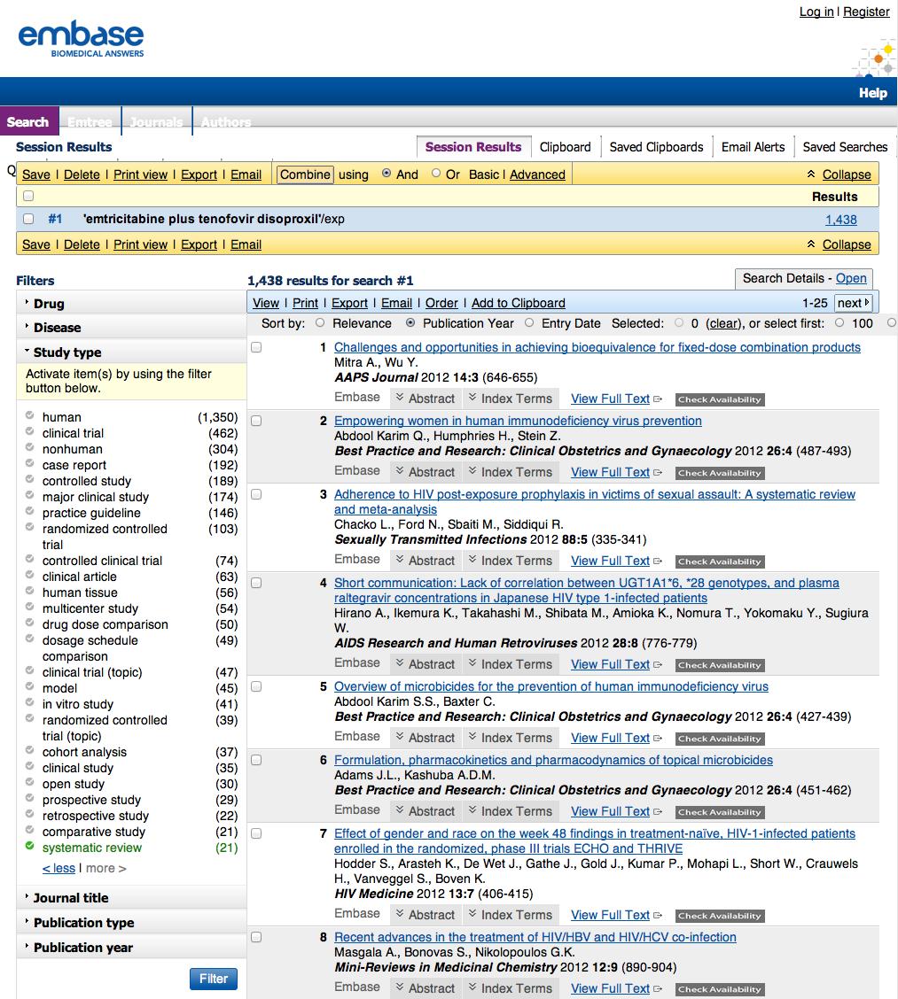 Log in | Register
embase
BIOMEDICAL ANSWERS
Help
Search Emtree Journals Authors
Session Results
Session Results Clipboard Saved Clipboards Email Alerts Saved Searches
Q
Save | Delete | Print view | Export | Email Combine using And Or Basic | Advanced Collapse
Results
#1 'emtricitabine plus tenofovir disoproxil'/exp 1,438
Save | Delete | Print view | Export | Email Collapse
Filters
Drug
Disease
Study type
Activate item(s) by using the filter
button below.
human (1,350)
clinical trial (462)
nonhuman (304)
case report (192)
controlled study (189)
major clinical study (174)
practice guideline (146)
randomized controlled (103)
trial
controlled clinical trial (74)
clinical article (63)
human tissue (56)
multicenter study (54)
drug dose comparison (50)
dosage schedule (49)
comparison
clinical trial (topic) (47)
model (45)
in vitro study (41)
randomized controlled (39)
trial (topic)
cohort analysis (37)
clinical study (35)
open study (30)
prospective study (29)
retrospective study (22)
comparative study (21)
systematic review (21)
< less | more >
Journal title
Publication type
Publication year
Filter
1,438 results for search #1
Search Details - Open
View | Print | Export | Email | Order | Add to Clipboard 1-25 next
Sort by: Relevance Publication Year Entry Date Selected: 0 (clear), or select first: 100
1 Challenges and opportunities in achieving bioequivalence for fixed-dose combination products
Mitra A., Wu Y.
AAPS Journal 2012 14:3 (646-655)
Embase Abstract Index Terms View Full Text Check Availability
2 Empowering women in human immunodeficiency virus prevention
Abdool Karim Q., Humphries H., Stein Z.
Best Practice and Research: Clinical Obstetrics and Gynaecology 2012 26:4 (487-493)
Embase Abstract Index Terms View Full Text Check Availability
3 Adherence to HIV post-exposure prophylaxis in victims of sexual assault: A systematic review
and meta-analysis
Chacko L., Ford N., Sbaiti M., Siddiqui R.
Sexually Transmitted Infections 2012 88:5 (335-341)
Embase Abstract Index Terms View Full Text Check Availability
4 Short communication: Lack of correlation between UGT1A1*6, *28 genotypes, and plasma
raltegravir concentrations in Japanese HIV type 1-infected patients
Hirano A., Ikemura K., Takahashi M., Shibata M., Amioka K., Nomura T., Yokomaku Y., Sugiura
W.
AIDS Research and Human Retroviruses 2012 28:8 (776-779)
Embase Abstract Index Terms View Full Text Check Availability
5 Overview of microbicides for the prevention of human immunodeficiency virus
Abdool Karim S.S., Baxter C.
Best Practice and Research: Clinical Obstetrics and Gynaecology 2012 26:4 (427-439)
Embase Abstract Index Terms View Full Text Check Availability
6 Formulation, pharmacokinetics and pharmacodynamics of topical microbicides
Adams J.L., Kashuba A.D.M.
Best Practice and Research: Clinical Obstetrics and Gynaecology 2012 26:4 (451-462)
Embase Abstract Index Terms View Full Text Check Availability
7 Effect of gender and race on the week 48 findings in treatment-naïve, HIV-1-infected patients
enrolled in the randomized, phase III trials ECHO and THRIVE
Hodder S., Arasteh K., De Wet J., Gathe J., Gold J., Kumar P., Mohapi L., Short W., Crauwels
H., Vanveggel S., Boven K.
HIV Medicine 2012 13:7 (406-415)
Embase Abstract Index Terms View Full Text Check Availability
8 Recent advances in the treatment of HIV/HBV and HIV/HCV co-infection
Masgala A., Bonovas S., Nikolopoulos G.K.
Mini-Reviews in Medicinal Chemistry 2012 12:9 (890-904)
Embase Abstract Index Terms View Full Text Check Availability